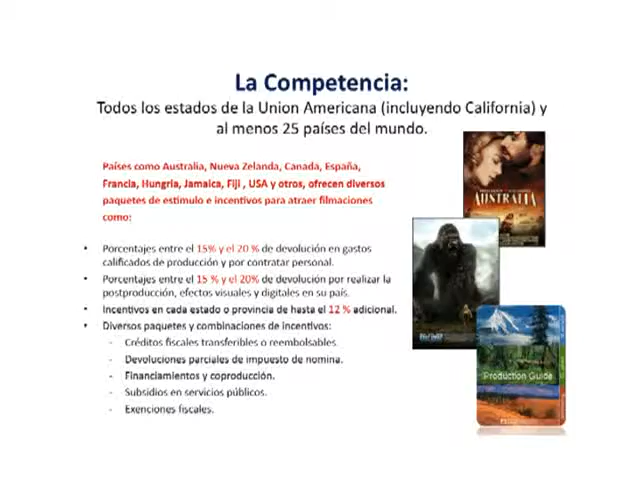 La Competencia:
Todos los estados de la Union Americana (incluyendo California) y
al menos 25 países del mundo.
Países como Australia, Nueva Zelanda, Canada, España,
Francia, Hungria, Jamaica, Fiji , USA y otros, ofrecen diversos
paquetes de estimulo e incentivos para atraer filmaciones
como:
• Porcentajes entre el 15% y el 20 % de devolución en gastos
calificados de producción y por contratar personal.
• Porcentajes entre el 15 % y el 20% de devolución por realizar la
postproducción, efectos visuales y digitales en su país.
• Incentivos en cada estado o provincia de hasta el 12 % adicional.
• Diversos paquetes y combinaciones de incentivos:
- Créditos fiscales transferibles o reembolsables.
- Devoluciones parciales de impuesto de nomina.
- Financiamientos y coproducción.
- Subsidios en servicios públicos.
- Exenciones fiscales.
AUSTRALIA
Production Guide